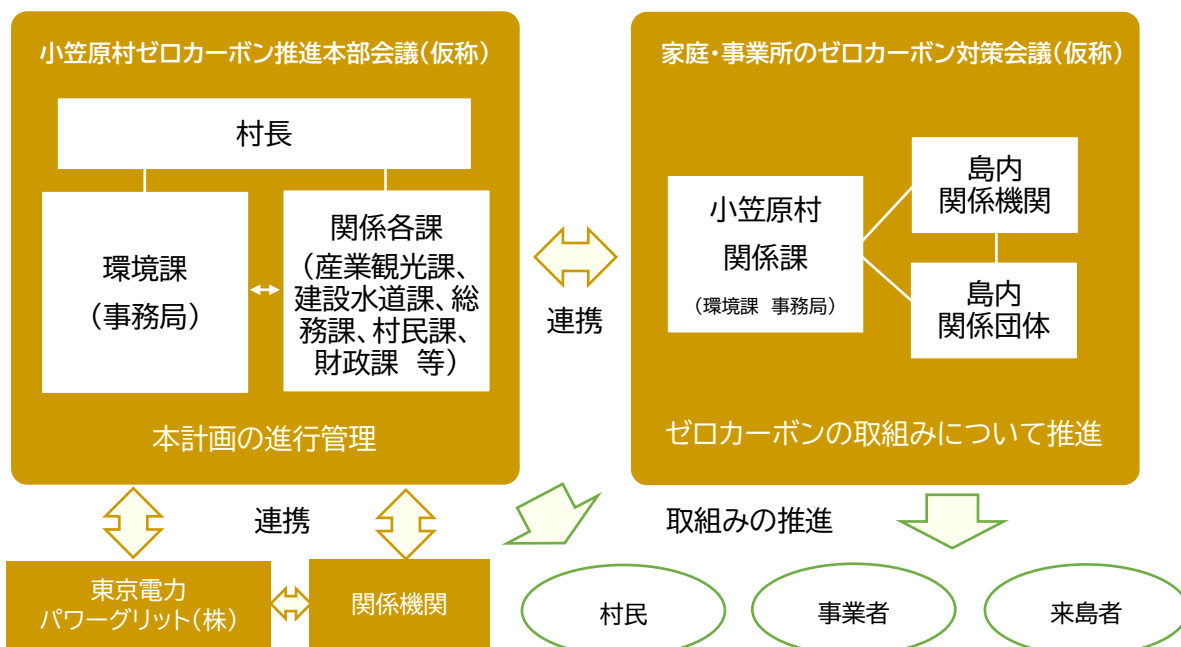 小笠原村ゼロカーボン推進本部会議(仮称)
村長
環境課
(事務局)
関係各課
(産業観光課、
建設水道課、総
務課、村民課、
財政課 等)
本計画の進行管理
連携
家庭・事業所のゼロカーボン対策会議(仮称)
小笠原村
関係課
(環境課 事務局)
島内
関係機関
島内
関係団体
ゼロカーボンの取組みについて推進
連携
取組みの推進
東京電力
パワーグリット(株)
関係機関
村民
事業者
来島者